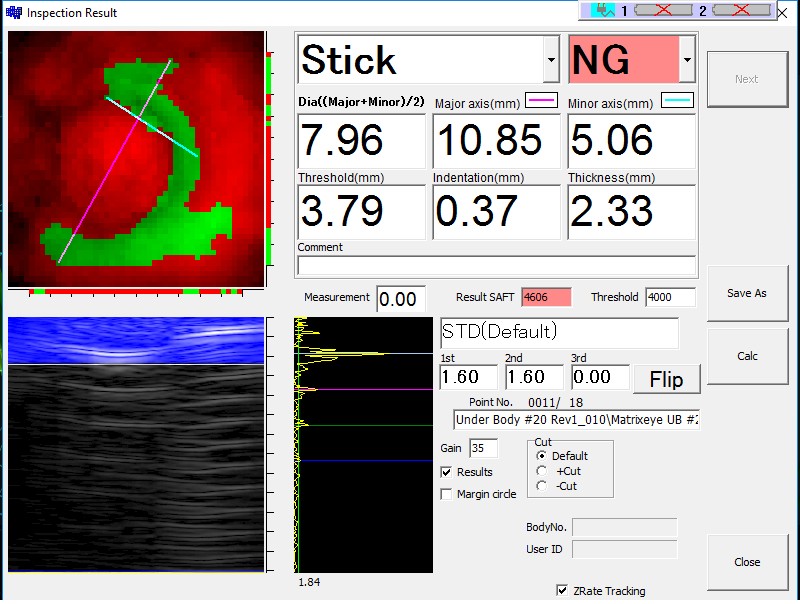 Inspection Result
1 2
Stick NG
Next
Dia((Major+Minor)/2) Major axis(mm) Minor axis(mm)
7.96 10.85 5.06
Threshold(mm) Indentation(mm) Thickness(mm)
3.79 0.37 2.33
Comment
Measurement 0.00 Result SAFT 4606 Threshold 4000
Save As
STD(Default)
Calc
1st 2nd 3rd
1.60 1.60 0.00 Flip
Point No. 0011/ 18
Under Body #20 Rev1_010\Matrixeye UB #2
Gain 35
Cut
Default
+Cut
-Cut
Results
Margin circle
BodyNo.
User ID
Close
1.84
ZRate Tracking